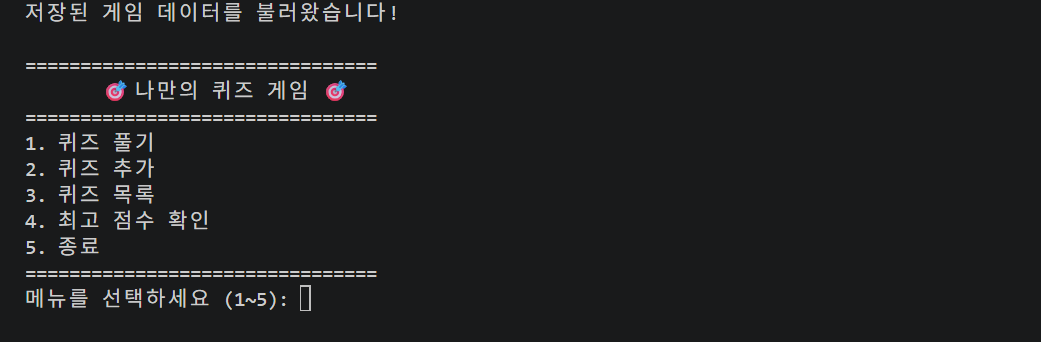 저장된 게임 데이터를 불러왔습니다!
================================
🎯 나만의 퀴즈 게임 🎯
================================
1. 퀴즈 풀기
2. 퀴즈 추가
3. 퀴즈 목록
4. 최고 점수 확인
5. 종료
================================
메뉴를 선택하세요 (1~5):